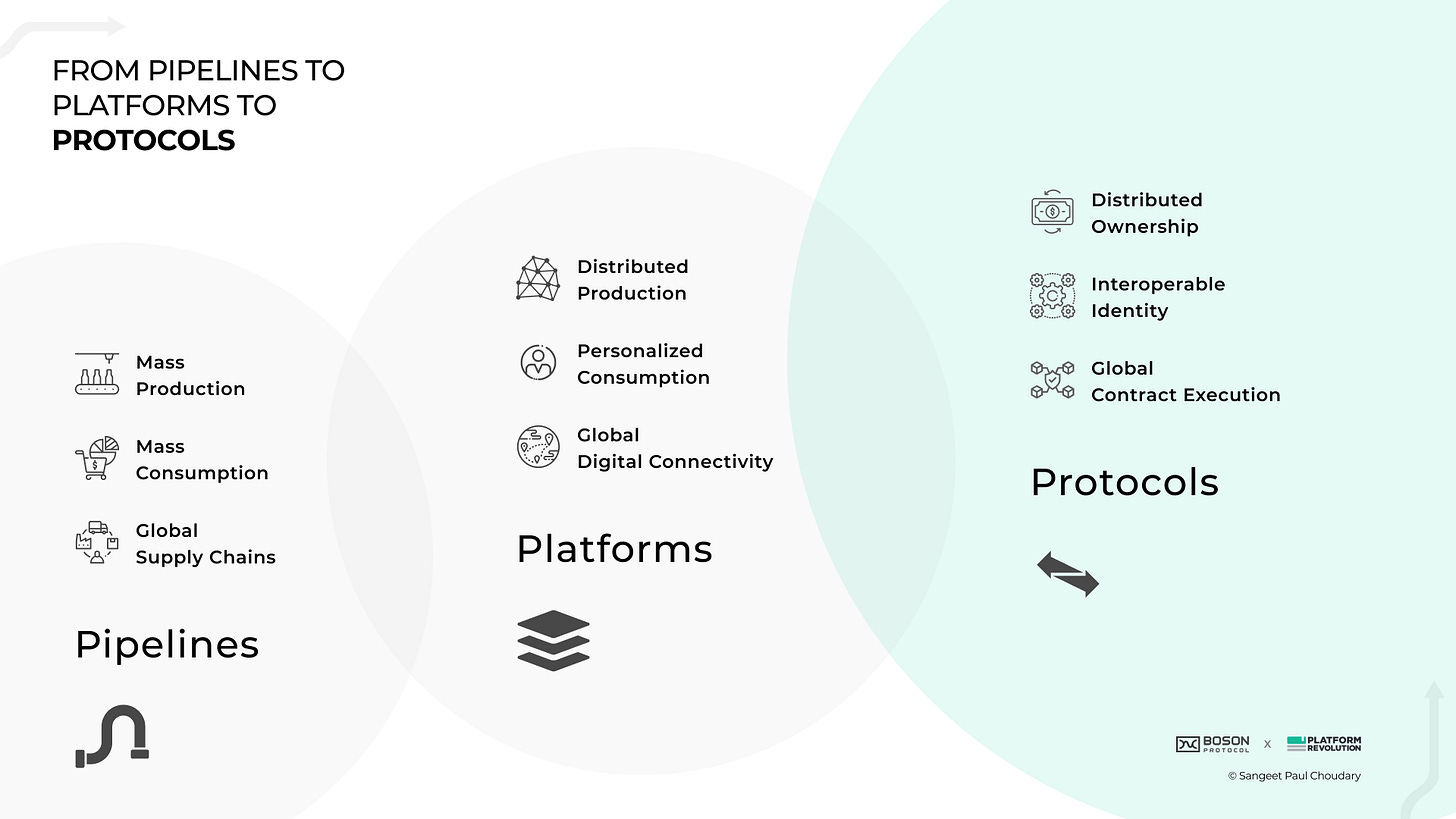 FROM PIPELINES TO
PLATFORMS TO
PROTOCOLS
Mass
Production
Mass
Consumption
Global
Supply Chains
Pipelines
Distributed
Production
Personalized
Consumption
Global
Digital Connectivity
Platforms
Distributed
Ownership
Interoperable
Identity
Global
Contract Execution
Protocols
BOSON
PROTOCOL
x
PLATFORM
REVOLUTION
© Sangeet Paul Choudary